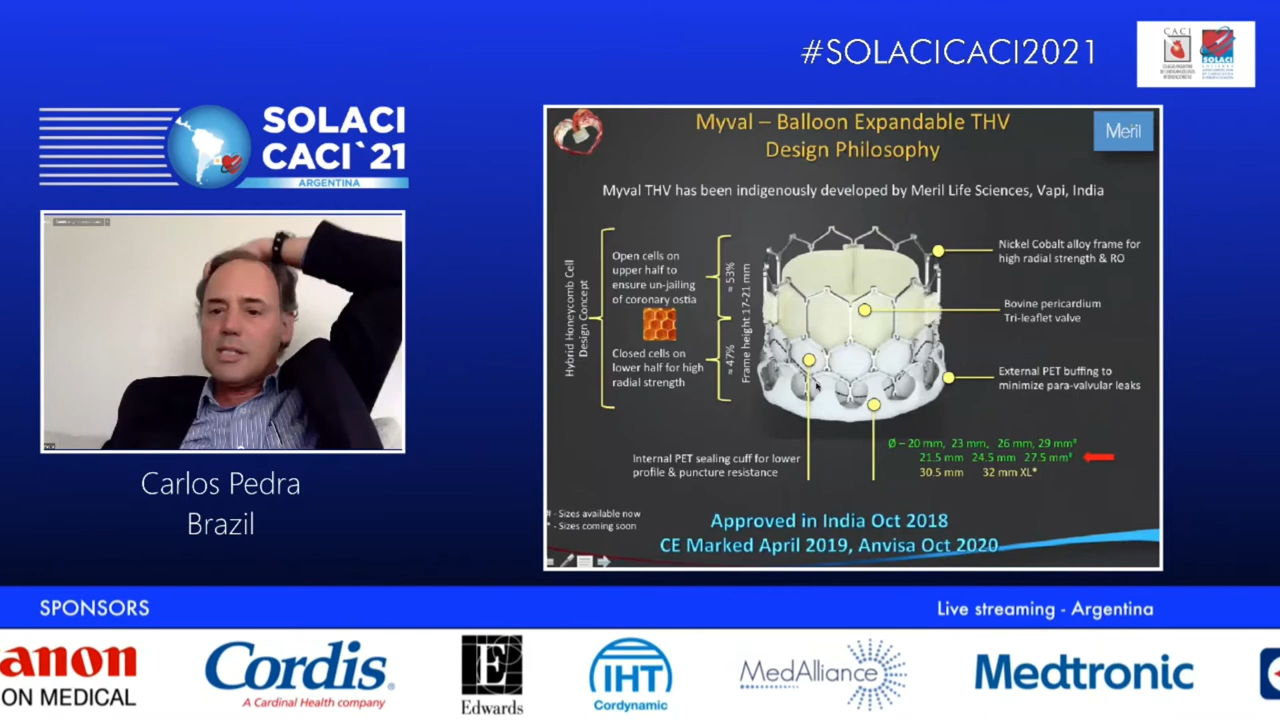 #SOLACICACI2021
CACI
SOLACI
SOLACI
CACI`21
ARGENTINA
Carlos Pedra
Brazil
Myval – Balloon Expandable THV
Design Philosophy
Meril
Myval THV has been indigenously developed by Meril Life Sciences, Vapi, India
Hybrid Honeycomb Cell
Design Concept
Open cells on
upper half to
ensure un-jailing
of coronary ostia
Closed cells on
lower half for high
radial strength
≈ 53%
≈ 47%
Frame height 17-21 mm
Nickel Cobalt alloy frame for
high radial strength & RO
Bovine pericardium
Tri-leaflet valve
External PET buffing to
minimize para-valvular leaks
Internal PET sealing cuff for lower
profile & puncture resistance
Ø – 20 mm, 23 mm, 26 mm, 29 mm#
21.5 mm 24.5 mm 27.5 mm#
30.5 mm 32 mm XL*
# - Sizes available now
* - Sizes coming soon
Approved in India Oct 2018
CE Marked April 2019, Anvisa Oct 2020
SPONSORS
Live streaming - Argentina
anon
ON MEDICAL
Cordis®
A Cardinal Health company
E
Edwards
IHT
Cordynamic
MedAlliance
Medtronic